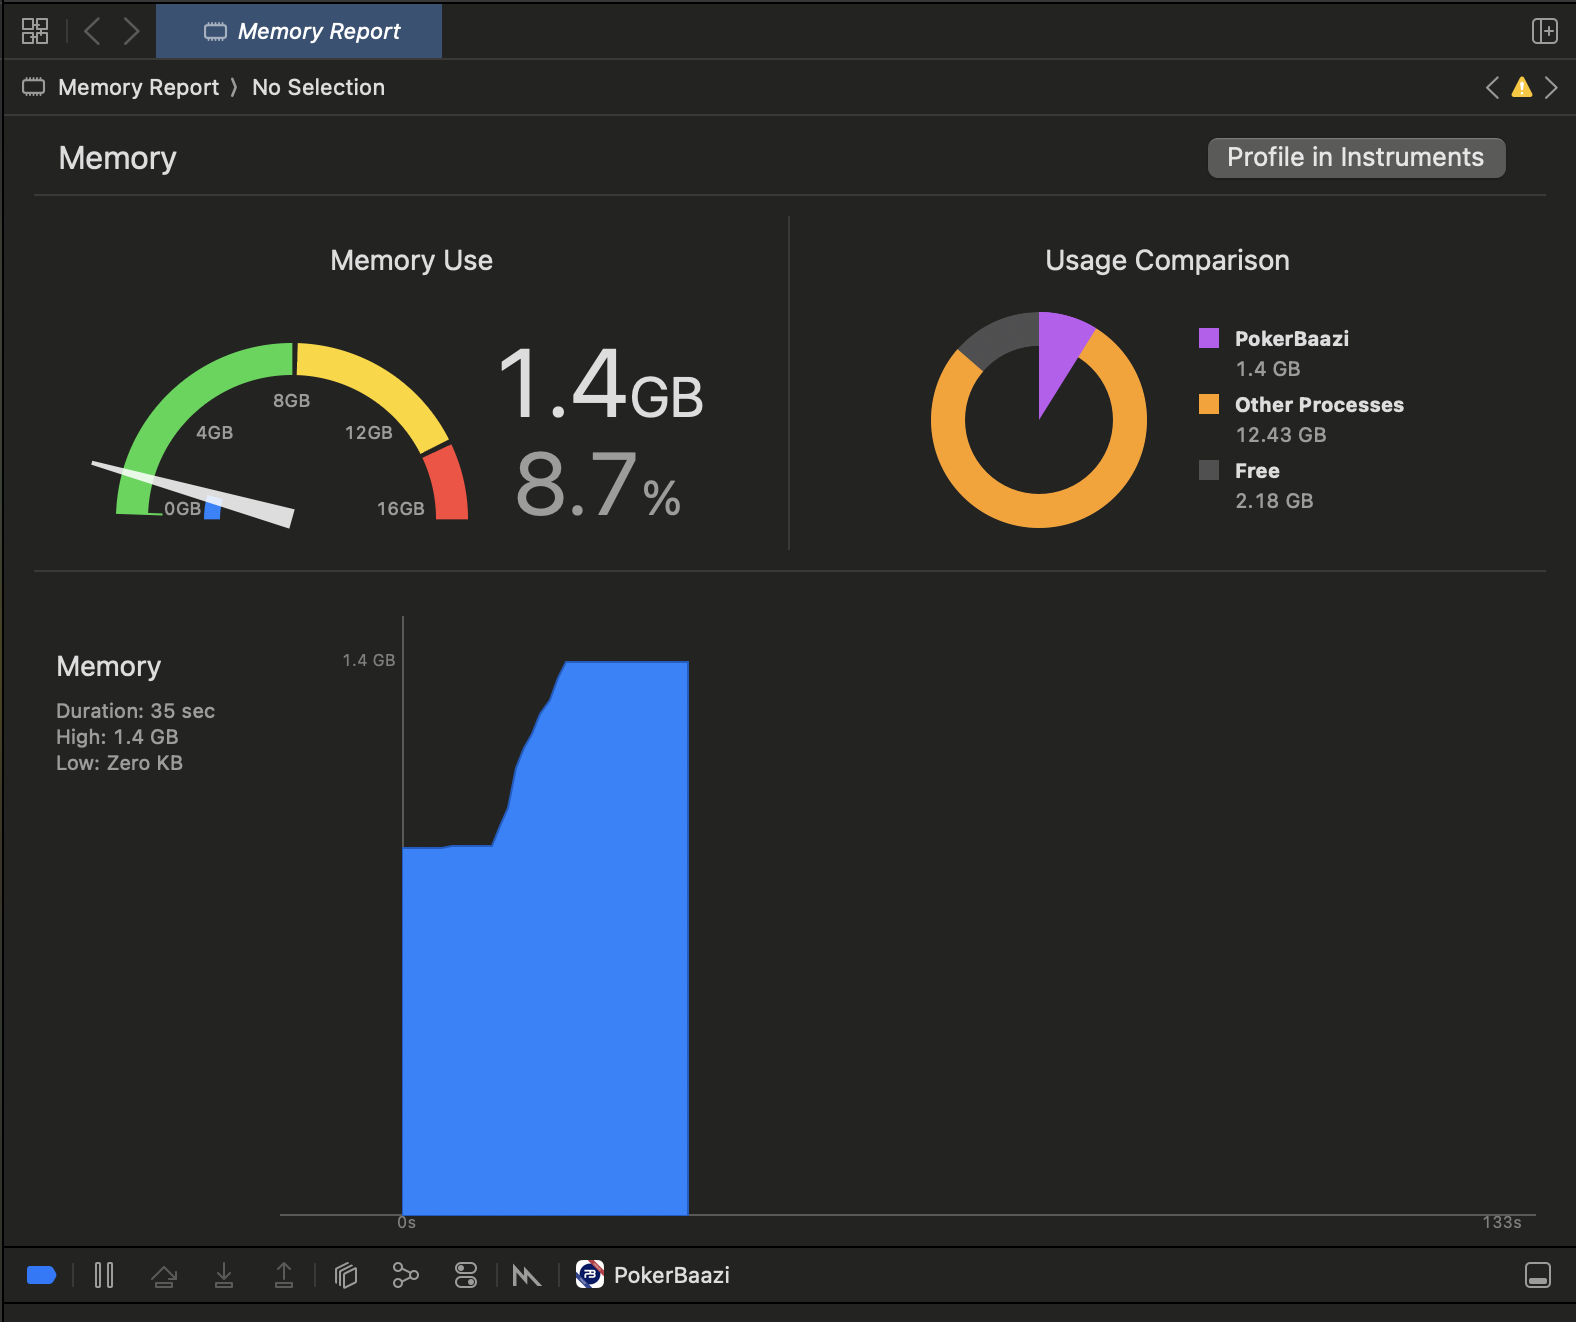 Memory Report
Memory Report 〉 No Selection
Memory
Profile in Instruments
Memory Use
Usage Comparison
0GB
4GB
8GB
12GB
16GB
1.4GB
8.7%
PokerBaazi
1.4 GB
Other Processes
12.43 GB
Free
2.18 GB
Memory
Duration: 35 sec
High: 1.4 GB
Low: Zero KB
1.4 GB
0s
133s
PB PokerBaazi